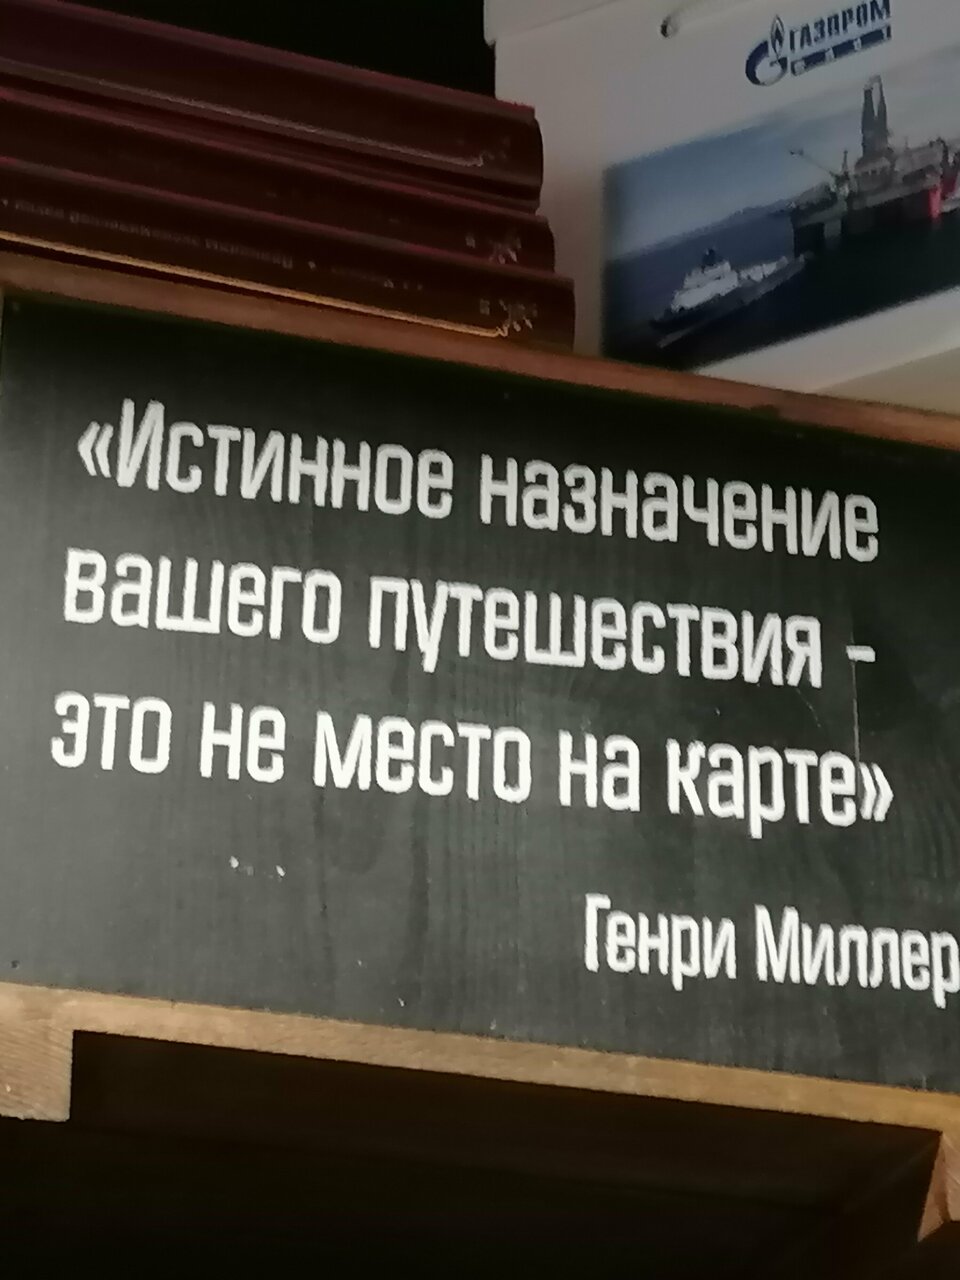 ГАЗПРОМ
«Истинное назначение
вашего путешествия -
это не место на карте»
Генри Миллер